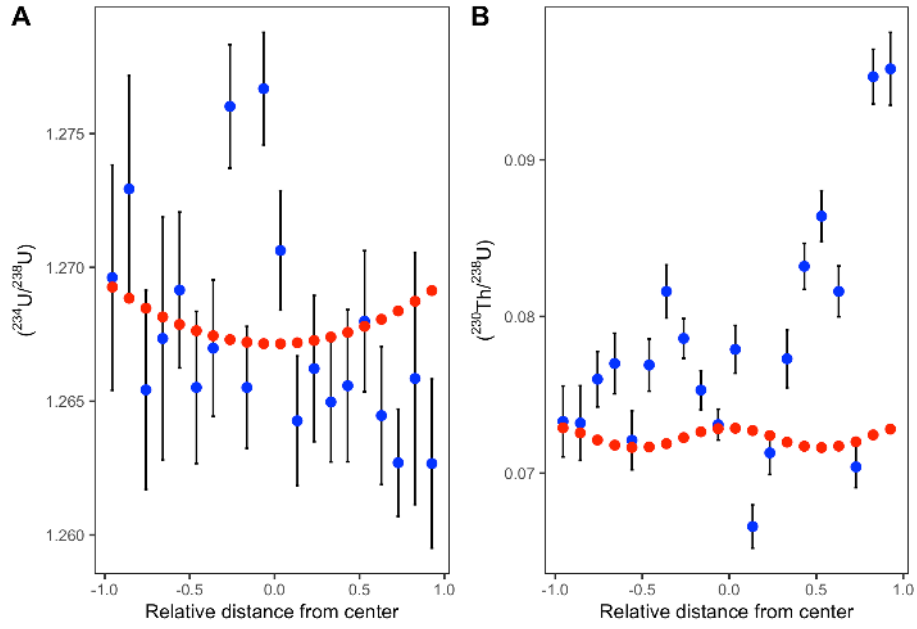 A
B
1.275
1.270
1.265
1.260
(²³⁴U/²³⁸U)
-1.0 -0.5 0.0 0.5 1.0
Relative distance from center
0.09
0.08
0.07
(²³⁰Th/²³⁸U)
-1.0 -0.5 0.0 0.5 1.0
Relative distance from center